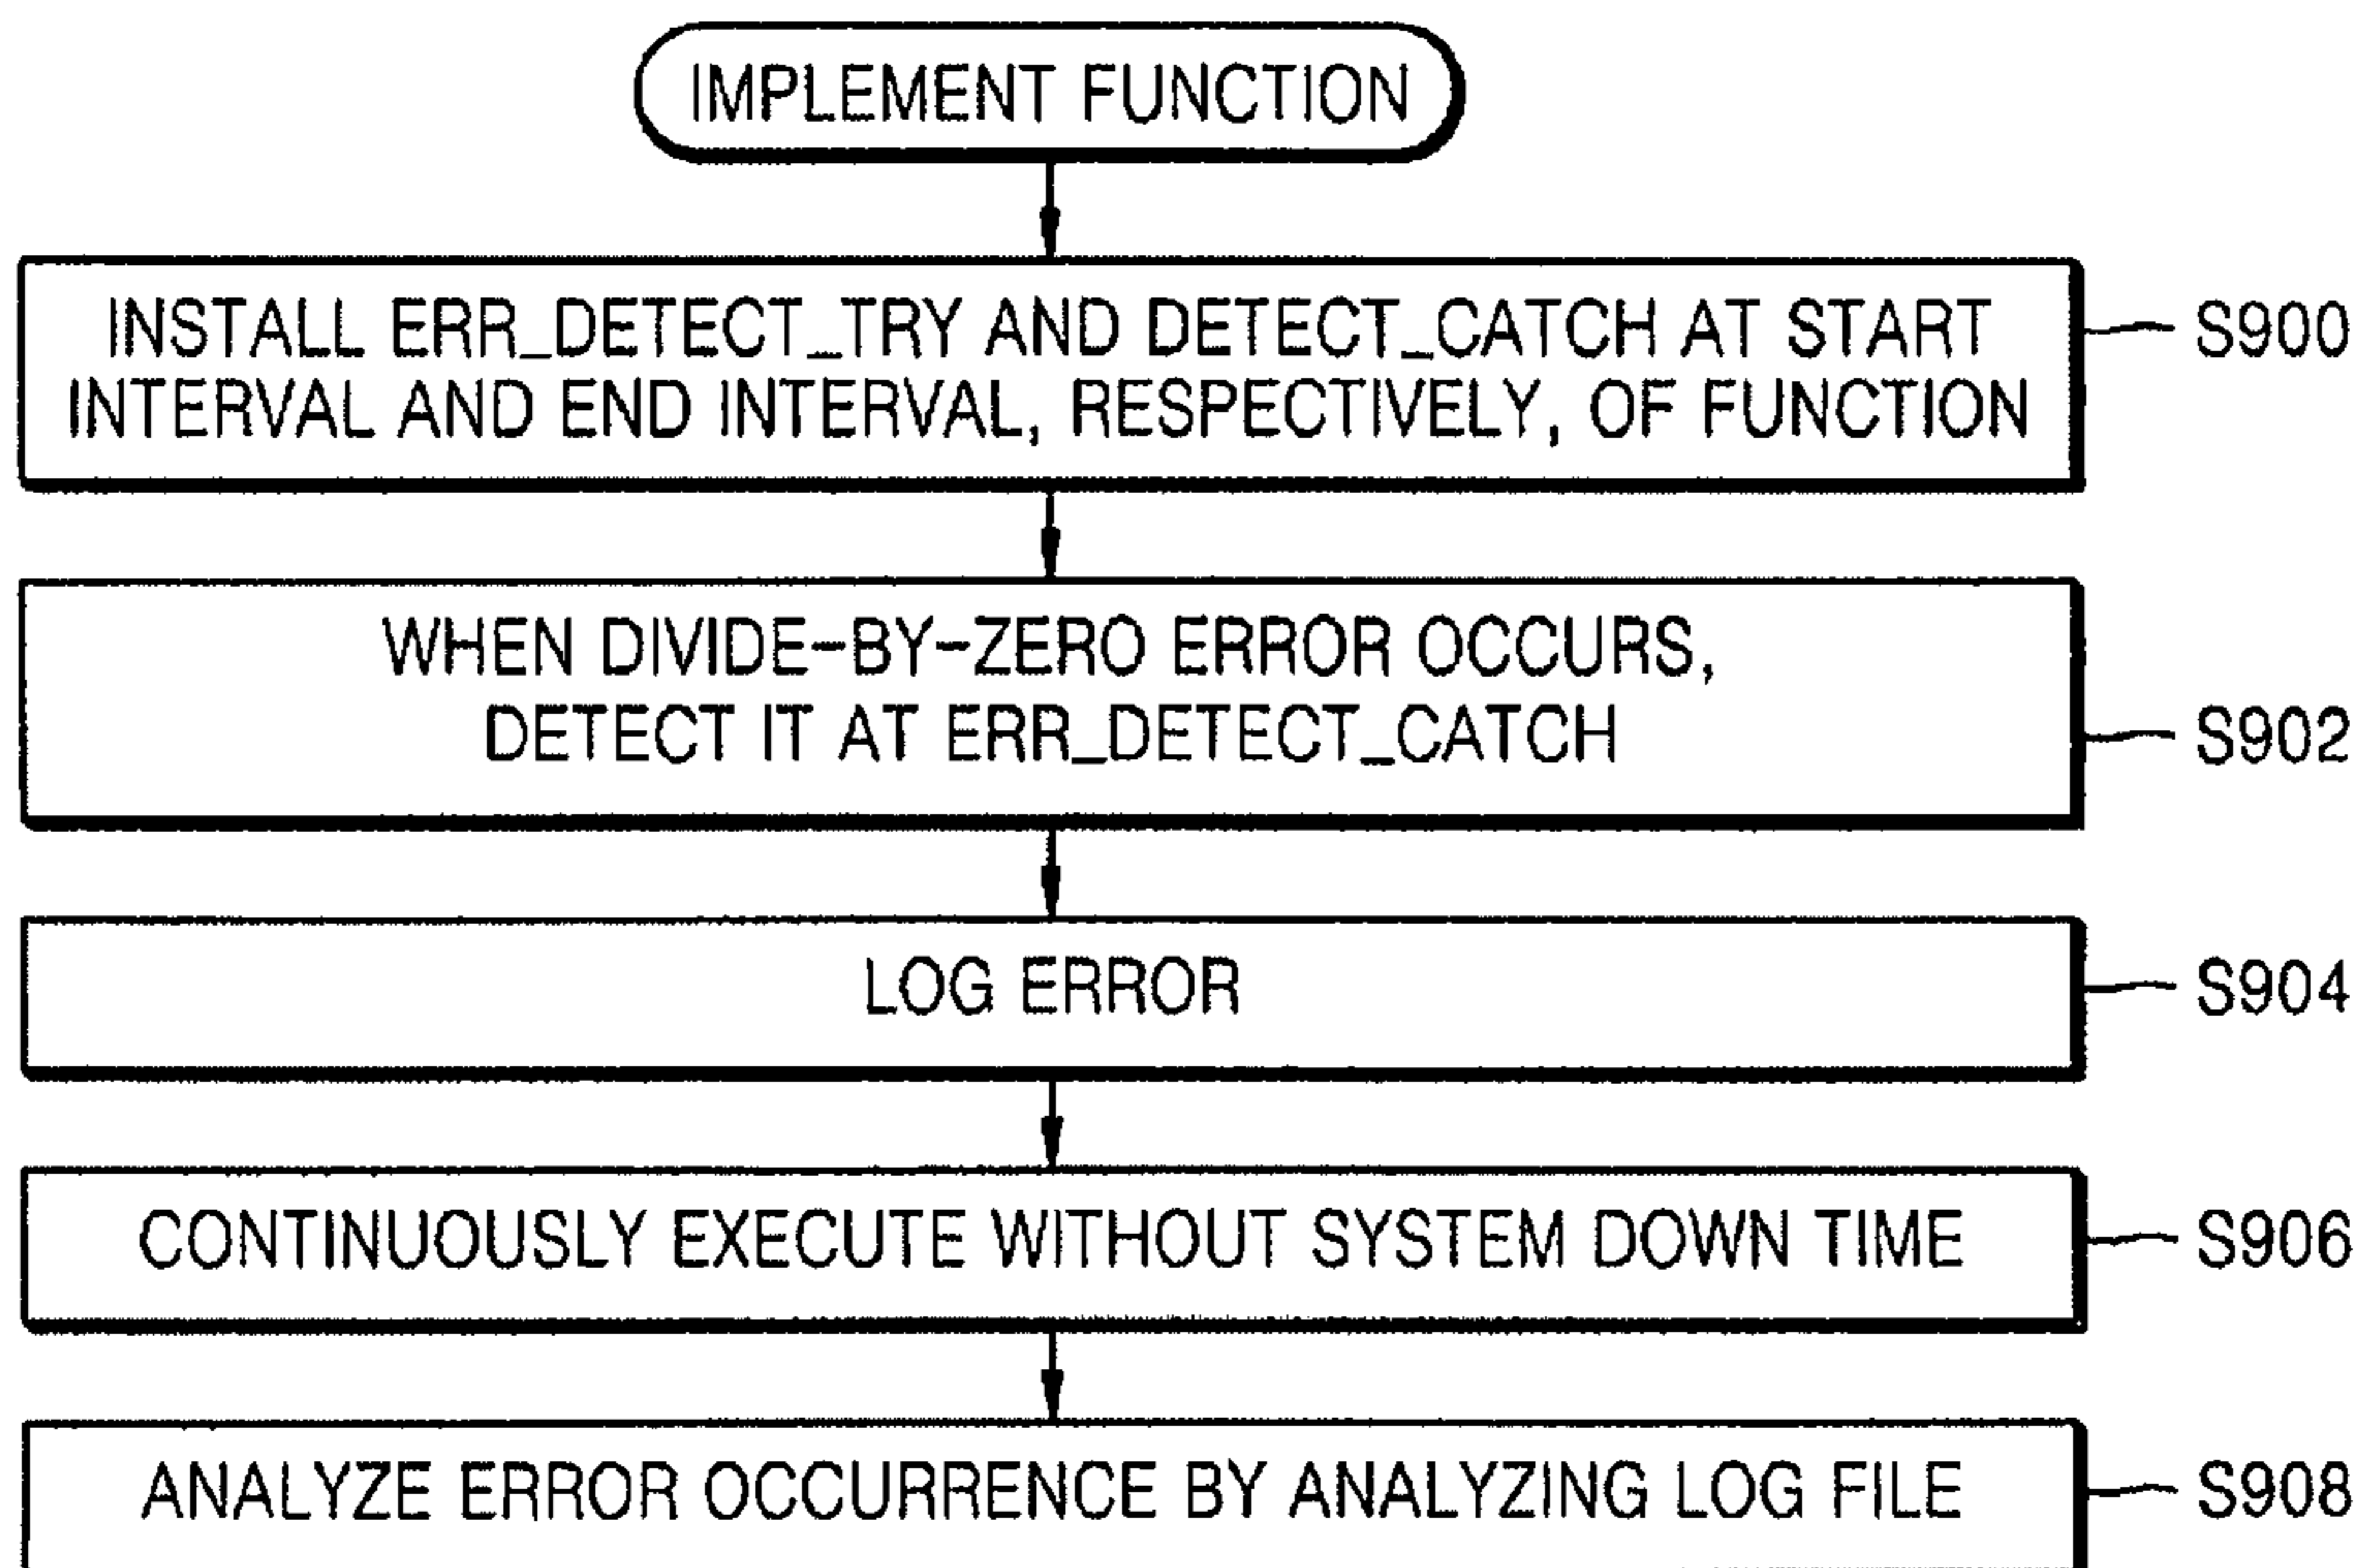 IMPLEMENT FUNCTION
INSTALL ERR_DETECT_TRY AND DETECT_CATCH AT START
INTERVAL AND END INTERVAL, RESPECTIVELY, OF FUNCTION
S900
WHEN DIVIDE-BY-ZERO ERROR OCCURS,
DETECT IT AT ERR_DETECT_CATCH
S902
LOG ERROR
S904
CONTINUOUSLY EXECUTE WITHOUT SYSTEM DOWN TIME
S906
ANALYZE ERROR OCCURRENCE BY ANALYZING LOG FILE
S908